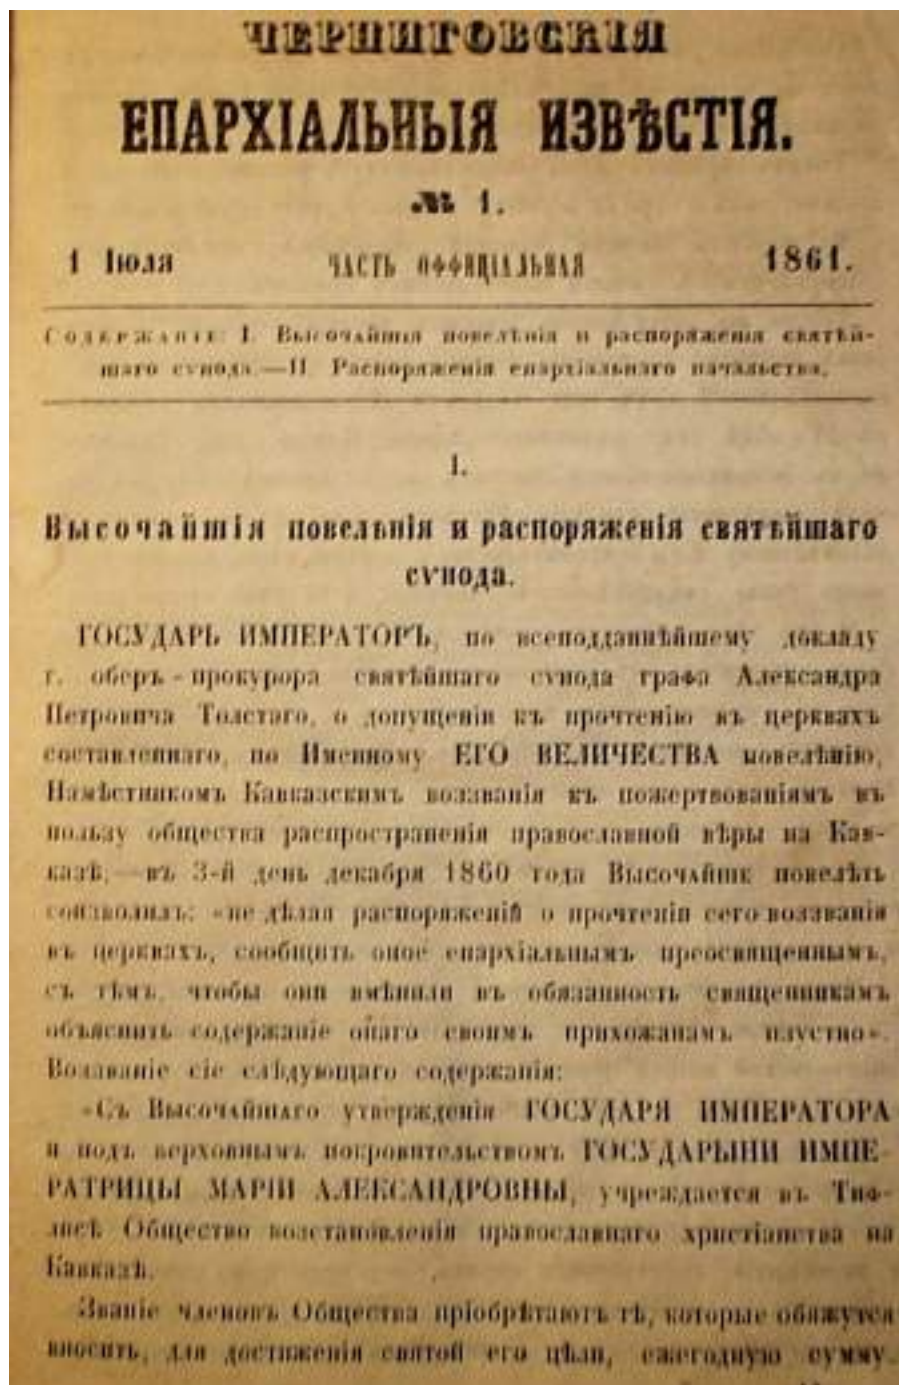 ЧЕРНИГОВСКІЯ
ЕПАРХІАЛЬНЫЯ ИЗВѢСТІЯ.
№ 1.
1 Іюля ЧАСТЬ ОФФИЦІАЛЬНАЯ 1861.
Содержаніе: I. Высочайшія повелѣнія и распоряженія святѣй-
шаго сѵнода.—II. Распоряженія епархіальнаго начальства.
I.
Высочайшія повелѣнія и распоряженія святѣйшаго
сѵнода.
ГОСУДАРЬ ИМПЕРАТОРЪ, по всеподданнѣйшему докладу
г. оберъ-прокурора святѣйшаго сѵнода графа Александра
Петровича Толстаго, о допущеніи къ прочтенію въ церквахъ
составленнаго, по Именному ЕГО ВЕЛИЧЕСТВА повелѣнію,
Намѣстникомъ Кавказскимъ воззванія къ пожертвованіямъ въ
пользу общества распространенія православной вѣры на Кав-
казѣ,—въ 3-й день декабря 1860 года Высочайше повелѣть
соизволилъ: «не дѣлая распоряженій о прочтеніи сего воззванія
въ церквахъ, сообщить оное епархіальнымъ преосвященнымъ,
съ тѣмъ, чтобы они вмѣнили въ обязанность священникамъ
объяснить содержаніе онаго своимъ прихожанамъ изустно».
Воззваніе сіе слѣдующаго содержанія:
«Съ Высочайшаго утвержденія ГОСУДАРЯ ИМПЕРАТОРА
и подъ верховнымъ покровительствомъ ГОСУДАРЫНИ ИМПЕ-
РАТРИЦЫ МАРІИ АЛЕКСАНДРОВНЫ, учреждается въ Тиф-
лисѣ Общество возстановленія православнаго христіанства на
Кавказѣ.
Званіе членовъ Общества пріобрѣтаютъ тѣ, которые обяжутся
вносить, для достиженія святой его цѣли, ежегодную сумму